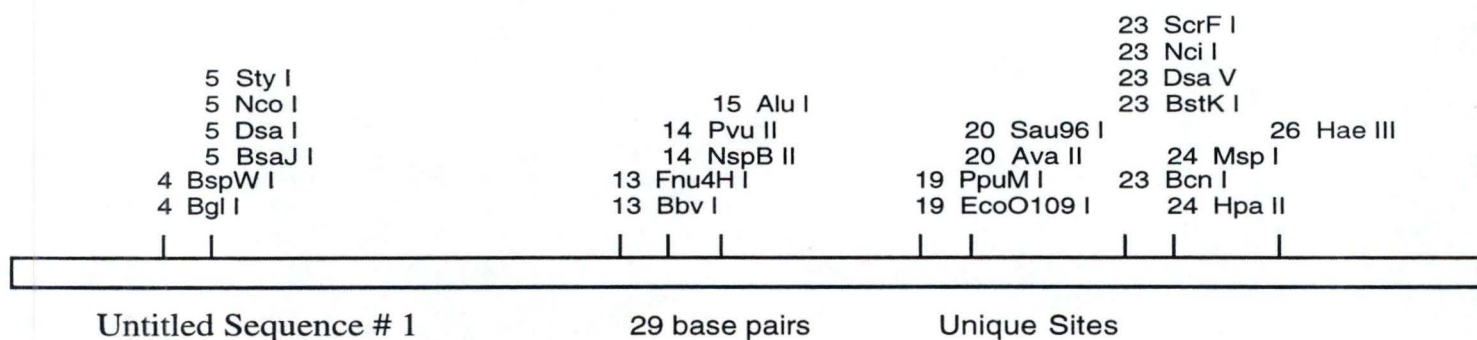 23 ScrF I
23 Nci I
5 Sty I 23 Dsa V
5 Nco I 15 Alu I 23 BstK I
5 Dsa I 14 Pvu II 20 Sau96 I 26 Hae III
5 BsaJ I 14 NspB II 20 Ava II 24 Msp I
4 BspW I 13 Fnu4H I 19 PpuM I 23 Bcn I
4 Bgl I 13 Bbv I 19 EcoO109 I 24 Hpa II
Untitled Sequence # 1 29 base pairs Unique Sites